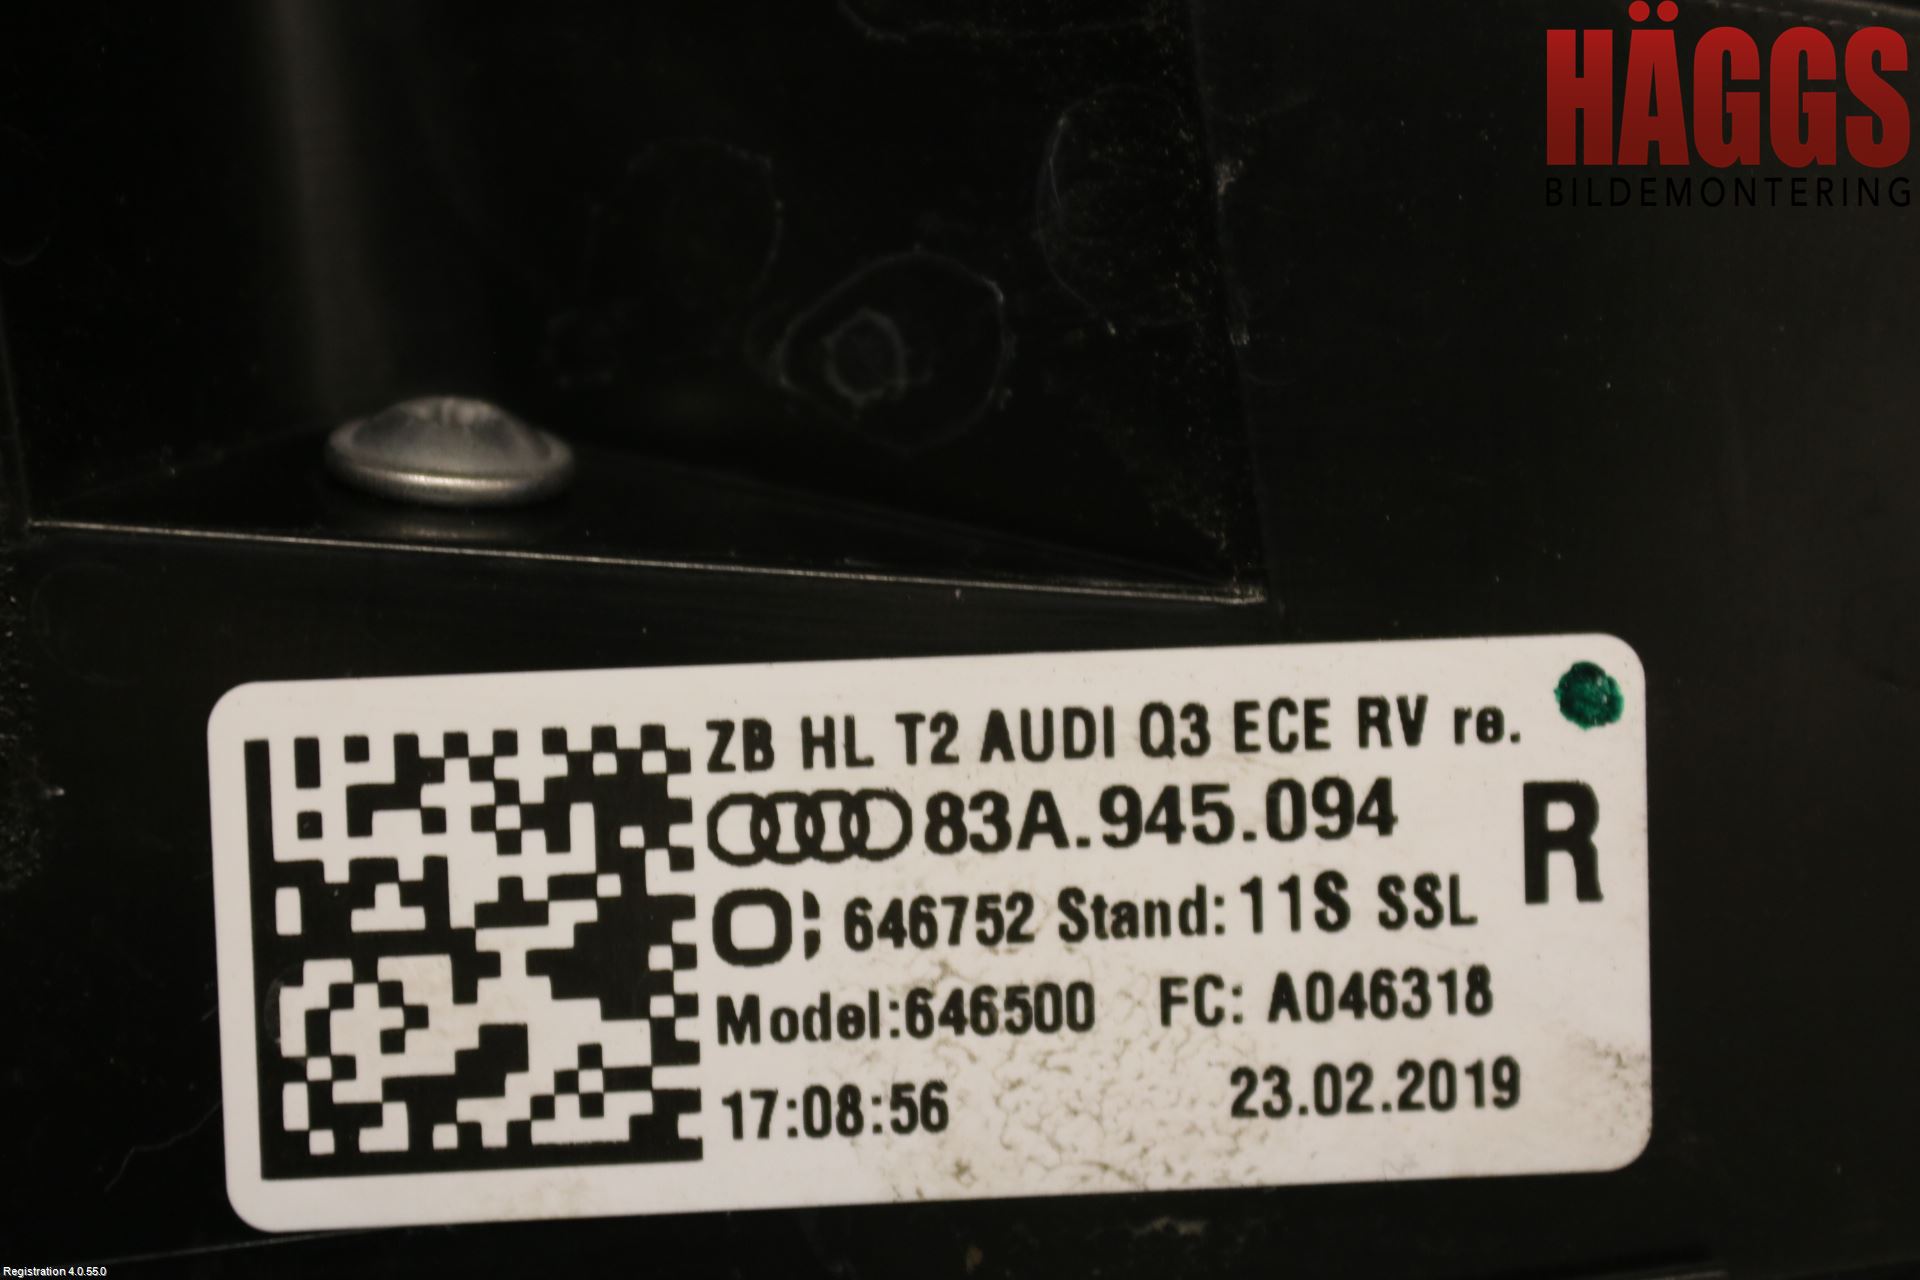 HÄGGS
BILDEMONTERING
ZB HL T2 AUDI Q3 ECE RV re.
83A.945.094
R
646752 Stand: 11S SSL
Model:646500 FC: A046318
17:08:56 23.02.2019
Registration 4.0.55.0